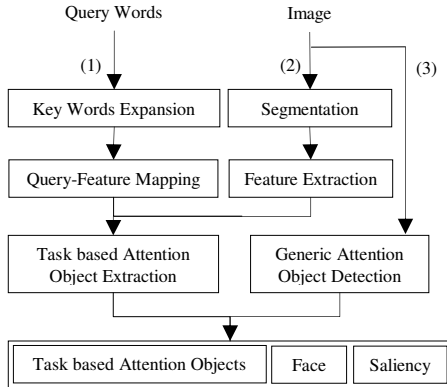 Query Words
Image
(1)
(2)
(3)
Key Words Expansion
Segmentation
Query-Feature Mapping
Feature Extraction
Task based Attention
Object Extraction
Generic Attention
Object Detection
Task based Attention Objects
Face
Saliency